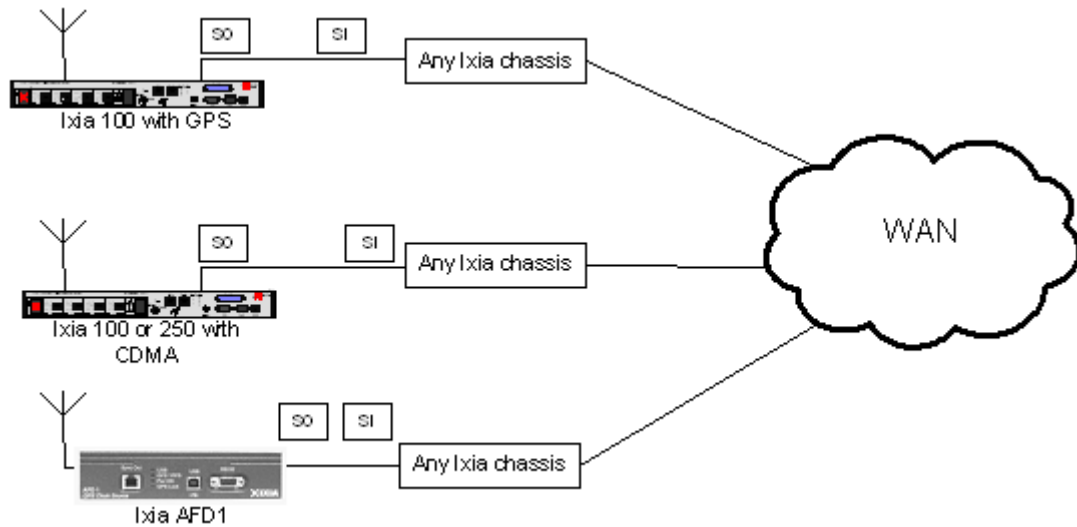 SO
SI
Any Ixia chassis
Ixia 100 with GPS
WAN
SO
SI
Any Ixia chassis
Ixia 100 or 250 with
CDMA
SO
SI
Any Ixia chassis
IXIA
Ixia AFD1